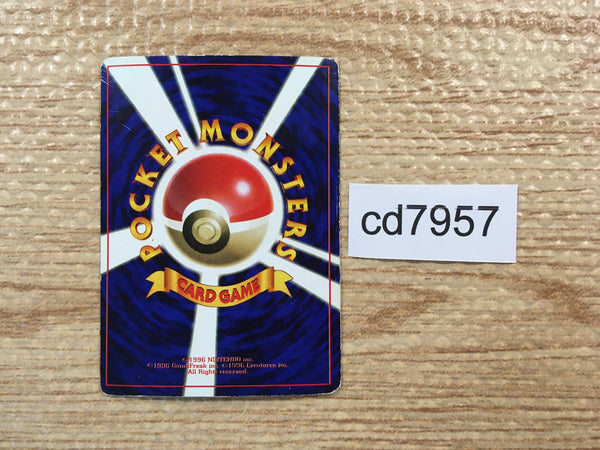 POCKET MONSTERS
CARD GAME
©1996 NINTENDO inc.
©1996 GameFreak inc. ©1996 Creatures inc.
All Rights reserved.
cd7957